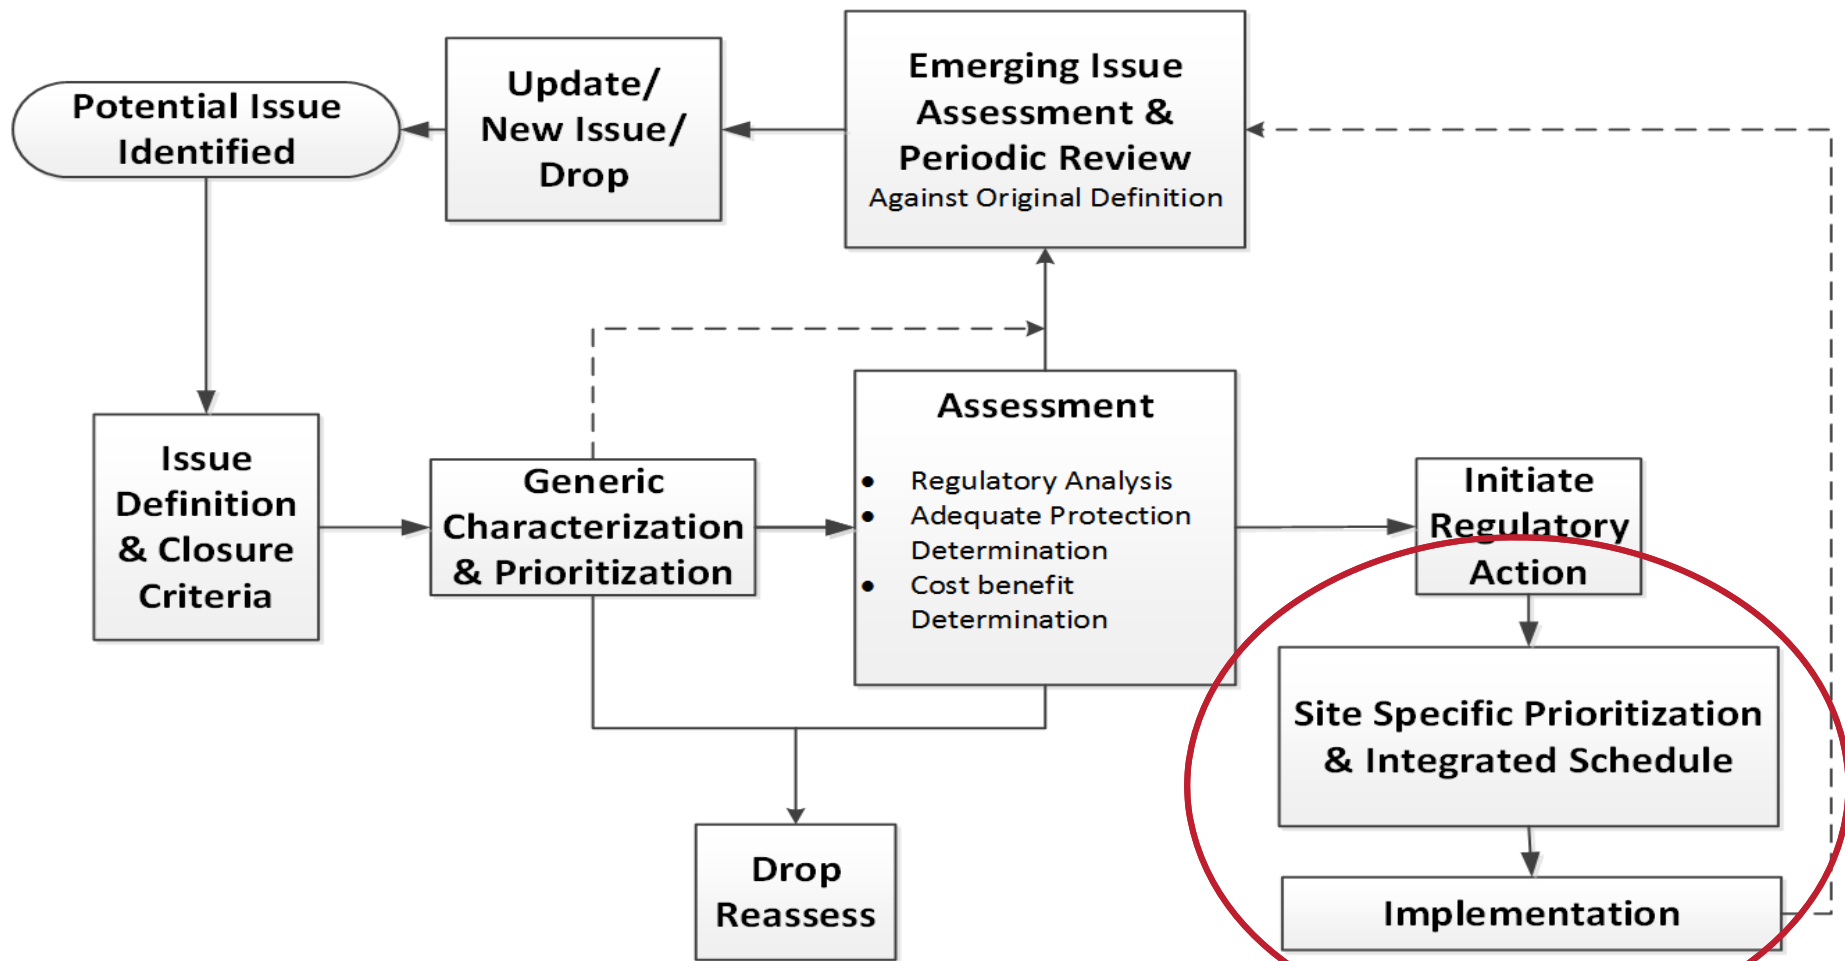 Potential Issue
Identified
Update/
New Issue/
Drop
Emerging Issue
Assessment &
Periodic Review
Against Original Definition
Issue
Definition
& Closure
Criteria
Generic
Characterization
& Prioritization
Assessment
• Regulatory Analysis
• Adequate Protection
Determination
• Cost benefit
Determination
Initiate
Regulatory
Action
Site Specific Prioritization
& Integrated Schedule
Drop
Reassess
Implementation